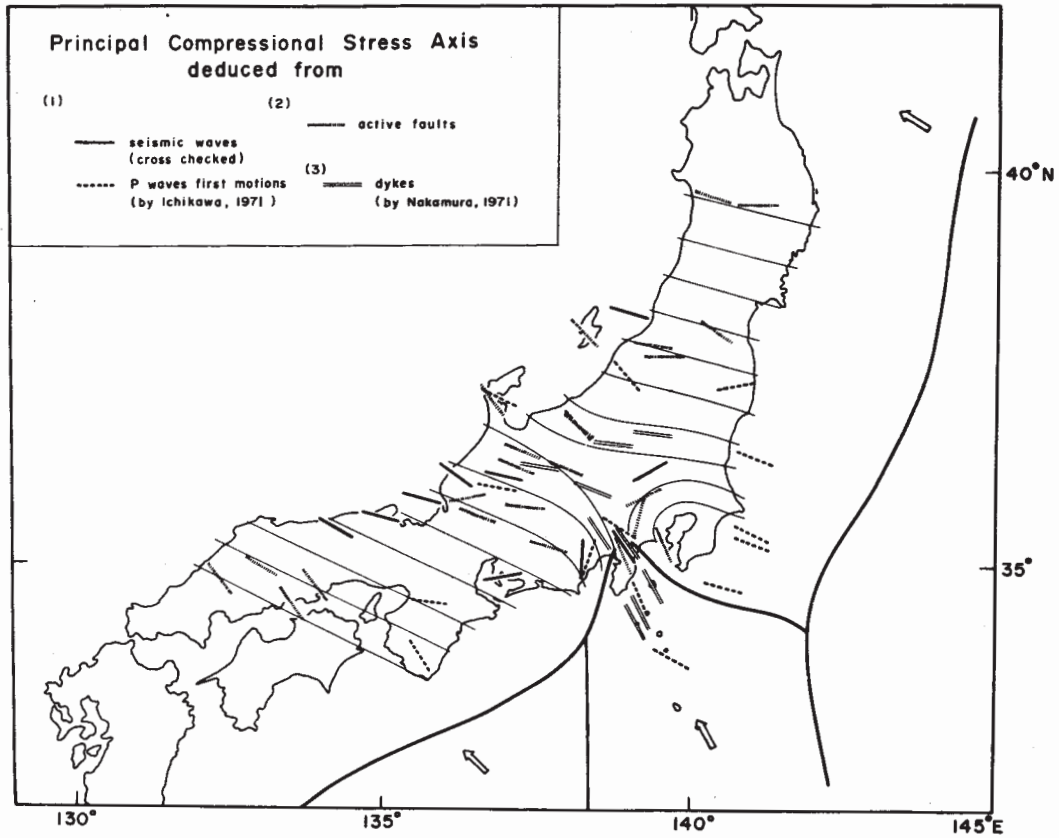 Principal Compressional Stress Axis
deduced from
(1)
seismic waves
(cross checked)
P waves first motions
(by Ichikawa, 1971)
(2)
active faults
(3)
dykes
(by Nakamura, 1971)
40°N
35°
130°
135°
140°
145°E